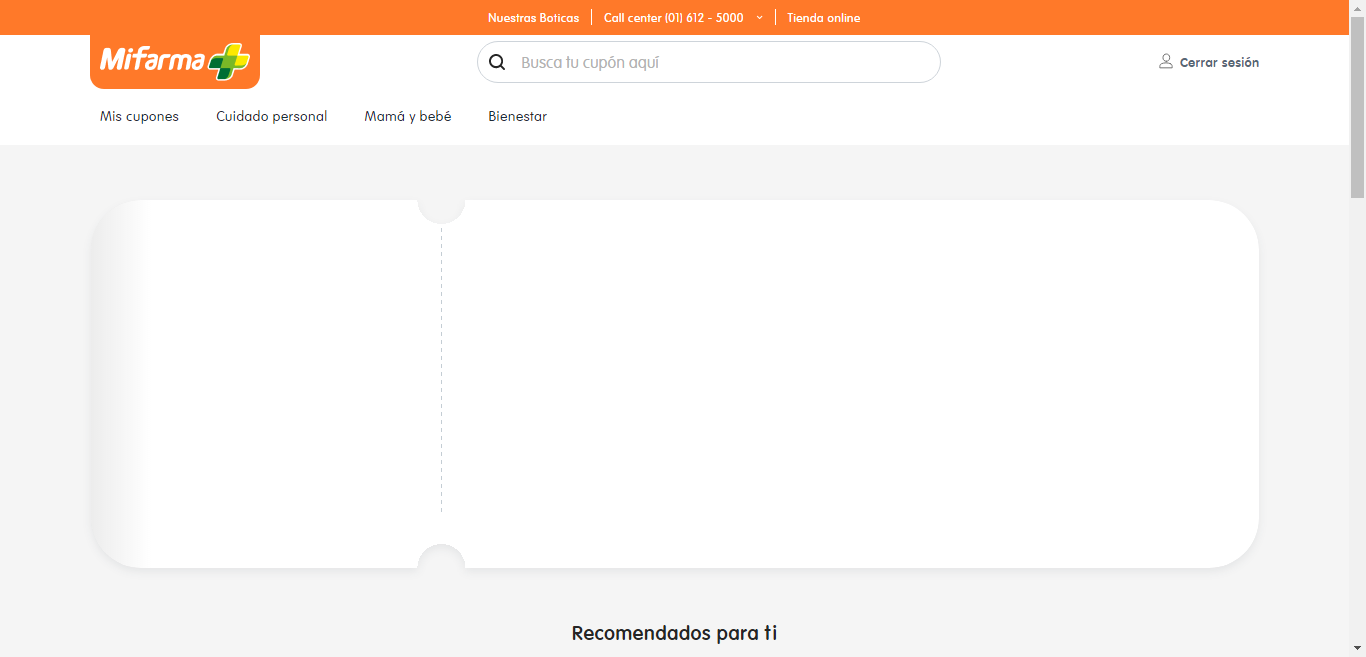 Nuestras Boticas
Call center (01) 612 - 5000
Tienda online
Mifarma
Busca tu cupón aquí
Cerrar sesión
Mis cupones
Cuidado personal
Mamá y bebé
Bienestar
Recomendados para ti